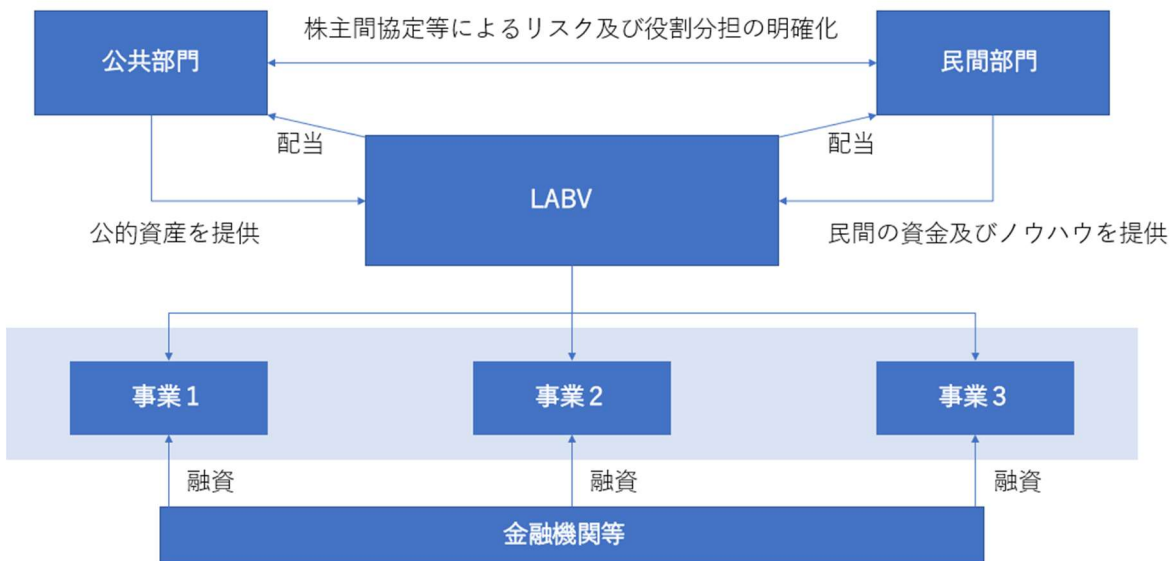 株主間協定等によるリスク及び役割分担の明確化
公共部門
民間部門
配当
配当
LABV
公的資産を提供
民間の資金及びノウハウを提供
事業1
事業2
事業3
融資
融資
融資
金融機関等